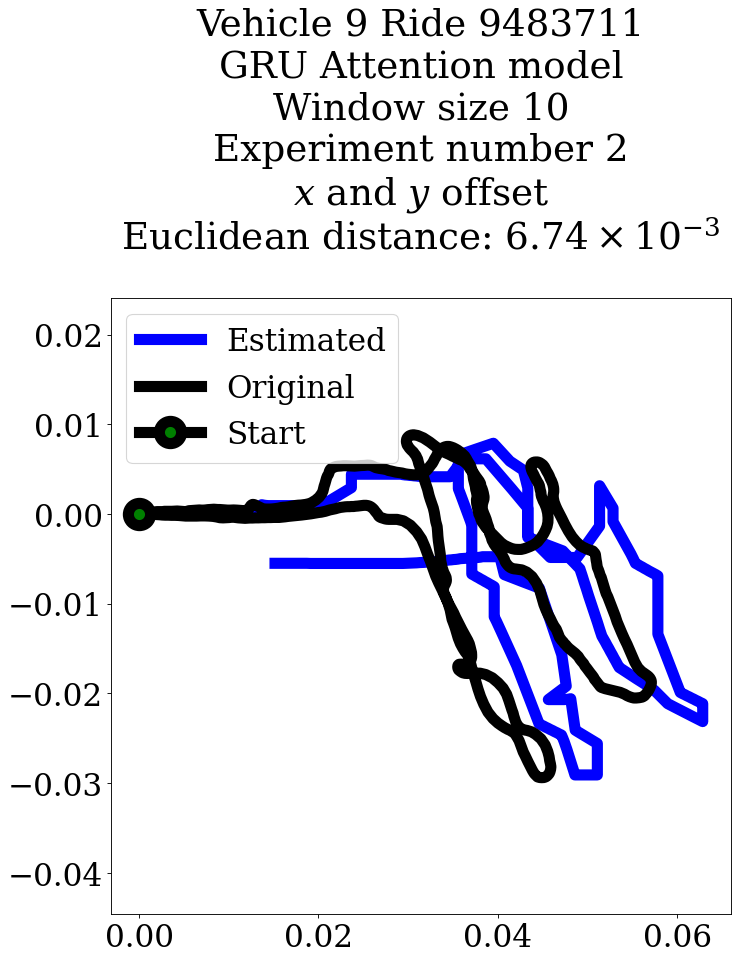 Vehicle 9 Ride 9483711
GRU Attention model
Window size 10
Experiment number 2
x and y offset
Euclidean distance: 6.74 × 10⁻³
Estimated
Original
Start
0.02
0.01
0.00
−0.01
−0.02
−0.03
−0.04
0.00 0.02 0.04 0.06